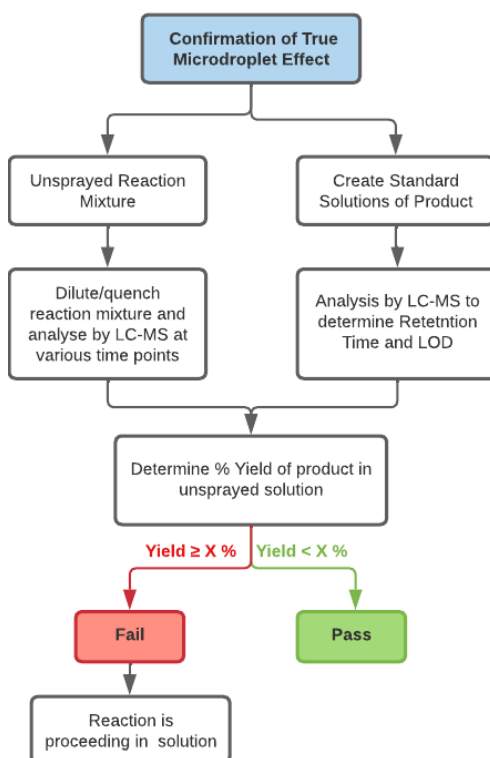 Confirmation of True
Microdroplet Effect
Unsprayed Reaction
Mixture
Create Standard
Solutions of Product
Dilute/quench
reaction mixture and
analyse by LC-MS at
various time points
Analysis by LC-MS to
determine Retetntion
Time and LOD
Determine % Yield of product in
unsprayed solution
Yield ≥ X %
Yield < X %
Fail
Pass
Reaction is
proceeding in solution